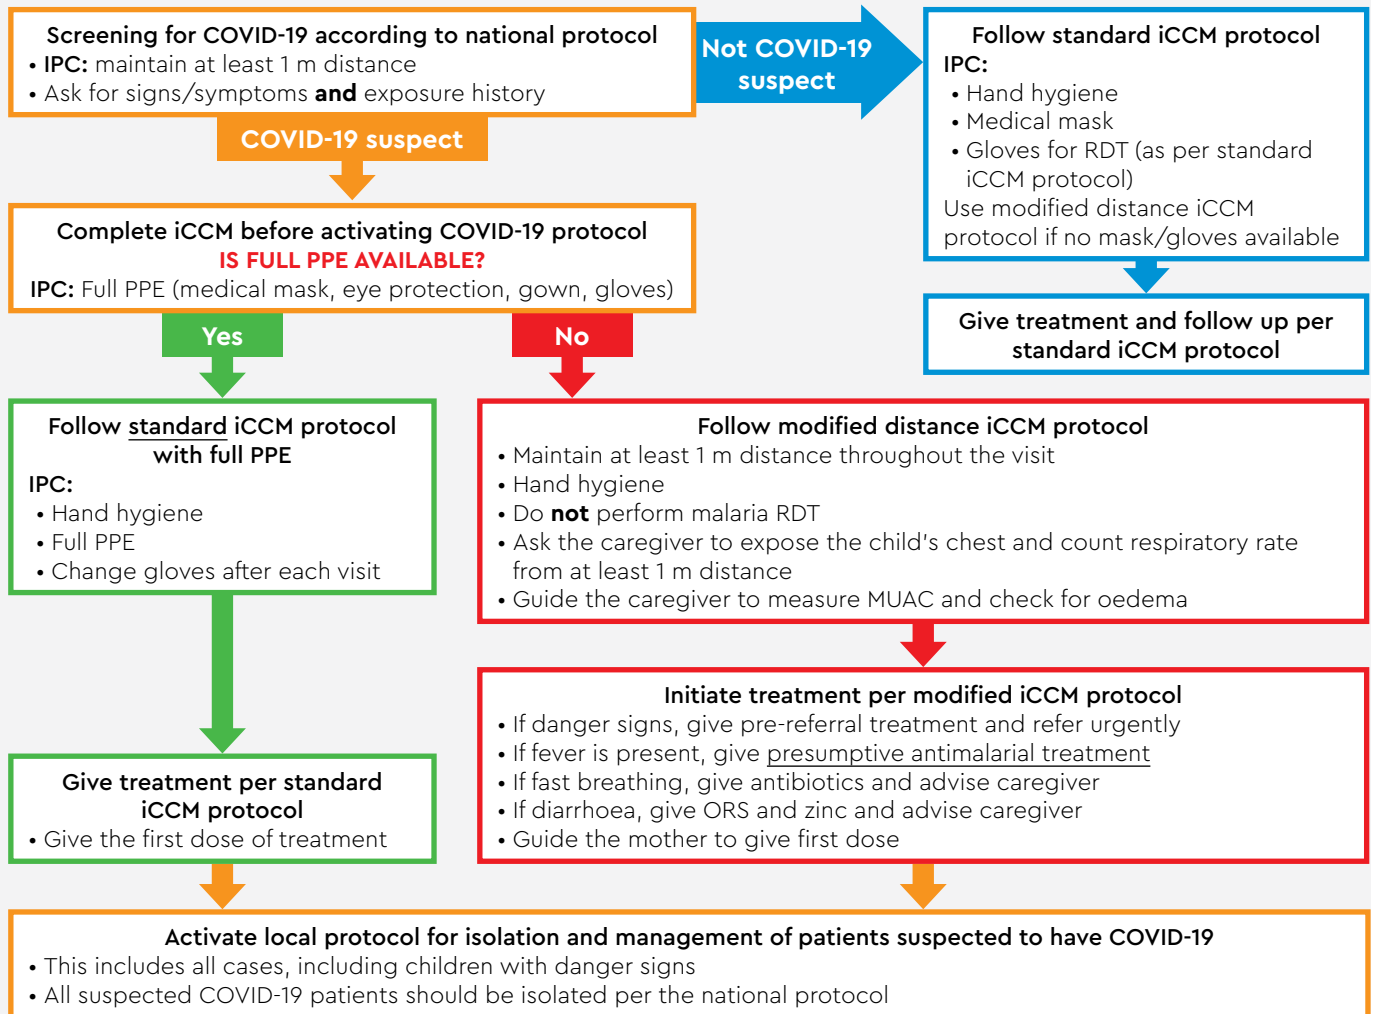 Screening for COVID-19 according to national protocol
• IPC: maintain at least 1 m distance
• Ask for signs/symptoms and exposure history
Not COVID-19
suspect
Follow standard iCCM protocol
IPC:
• Hand hygiene
• Medical mask
• Gloves for RDT (as per standard
iCCM protocol)
Use modified distance iCCM
protocol if no mask/gloves available
Give treatment and follow up per
standard iCCM protocol
COVID-19 suspect
Complete iCCM before activating COVID-19 protocol
IS FULL PPE AVAILABLE?
IPC: Full PPE (medical mask, eye protection, gown, gloves)
Yes
No
Follow standard iCCM protocol
with full PPE
IPC:
• Hand hygiene
• Full PPE
• Change gloves after each visit
Give treatment per standard
iCCM protocol
• Give the first dose of treatment
Follow modified distance iCCM protocol
• Maintain at least 1 m distance throughout the visit
• Hand hygiene
• Do not perform malaria RDT
• Ask the caregiver to expose the child's chest and count respiratory rate
from at least 1 m distance
• Guide the caregiver to measure MUAC and check for oedema
Initiate treatment per modified iCCM protocol
• If danger signs, give pre-referral treatment and refer urgently
• If fever is present, give presumptive antimalarial treatment
• If fast breathing, give antibiotics and advise caregiver
• If diarrhoea, give ORS and zinc and advise caregiver
• Guide the mother to give first dose
Activate local protocol for isolation and management of patients suspected to have COVID-19
• This includes all cases, including children with danger signs
• All suspected COVID-19 patients should be isolated per the national protocol